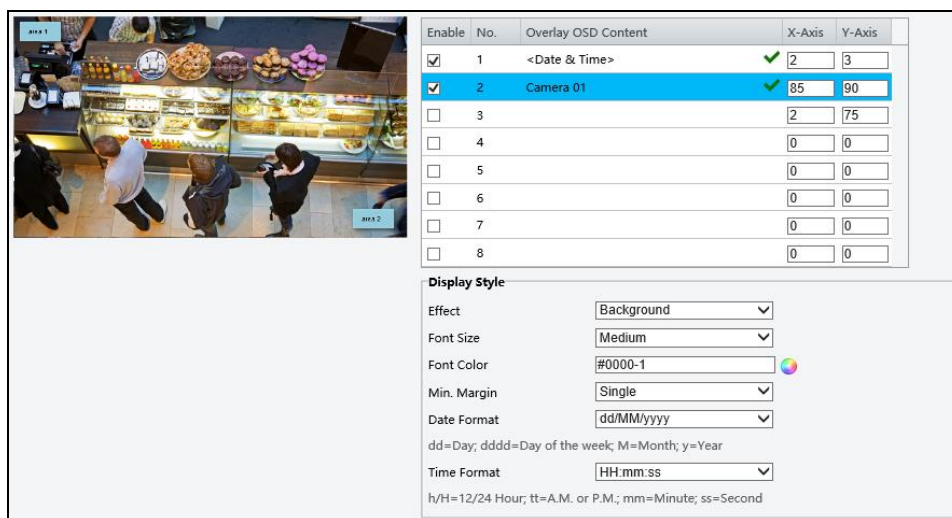 area 1
area 2
Enable No. Overlay OSD Content X-Axis Y-Axis
1 <Date & Time> 2 3
2 Camera 01 85 90
3 2 75
4 0 0
5 0 0
6 0 0
7 0 0
8 0 0
Display Style
Effect Background
Font Size Medium
Font Color #0000-1
Min. Margin Single
Date Format dd/MM/yyyy
dd=Day; dddd=Day of the week; M=Month; y=Year
Time Format HH:mm:ss
h/H=12/24 Hour; tt=A.M. or P.M.; mm=Minute; ss=Second